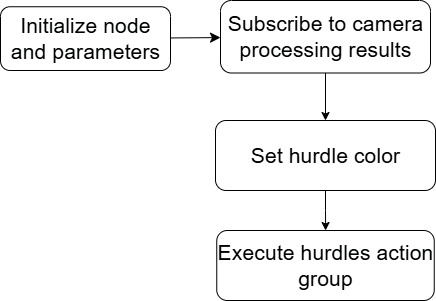 Initialize node
and parameters
Subscribe to camera
processing results
Set hurdle color
Execute hurdles action
group